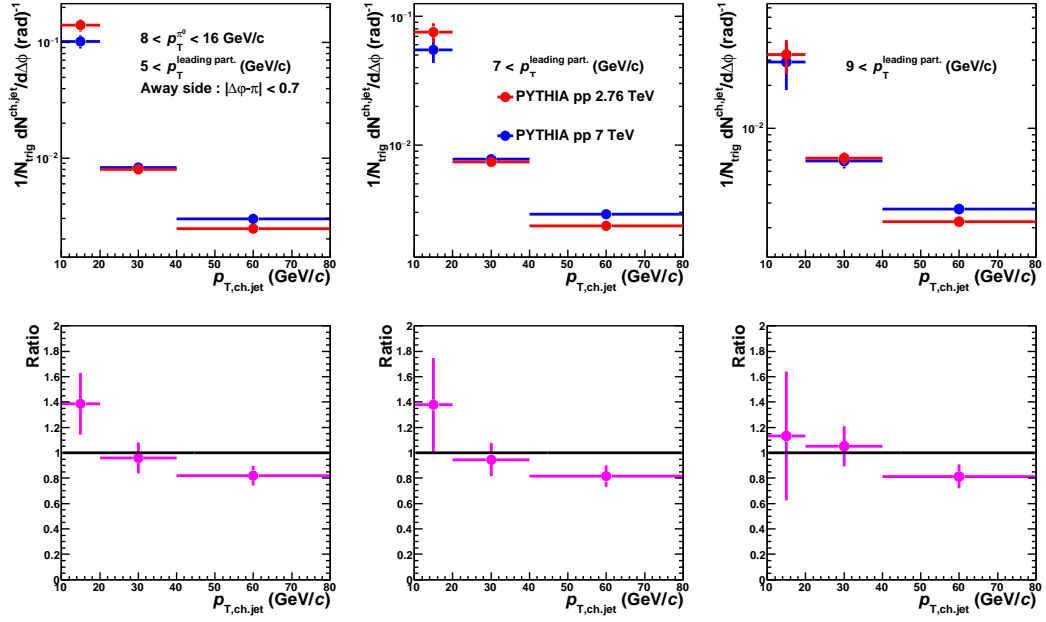 1/N_trig dN^ch,jet/dΔϕ (rad)^-1
10^-1
10^-2
8 < p_T^π⁰ < 16 GeV/c
5 < p_T^leading part. (GeV/c)
Away side : |Δφ-π| < 0.7
10 20 30 40 50 60 70 80
p_T,ch.jet (GeV/c)
1/N_trig dN^ch,jet/dΔϕ (rad)^-1
10^-1
10^-2
7 < p_T^leading part. (GeV/c)
PYTHIA pp 2.76 TeV
PYTHIA pp 7 TeV
10 20 30 40 50 60 70 80
p_T,ch.jet (GeV/c)
1/N_trig dN^ch,jet/dΔϕ (rad)^-1
10^-2
9 < p_T^leading part. (GeV/c)
10 20 30 40 50 60 70 80
p_T,ch.jet (GeV/c)
Ratio
2
1.8
1.6
1.4
1.2
1
0.8
0.6
0.4
0.2
0
10 20 30 40 50 60 70 80
p_T,ch.jet (GeV/c)
Ratio
2
1.8
1.6
1.4
1.2
1
0.8
0.6
0.4
0.2
0
10 20 30 40 50 60 70 80
p_T,ch.jet (GeV/c)
Ratio
2
1.8
1.6
1.4
1.2
1
0.8
0.6
0.4
0.2
0
10 20 30 40 50 60 70 80
p_T,ch.jet (GeV/c)